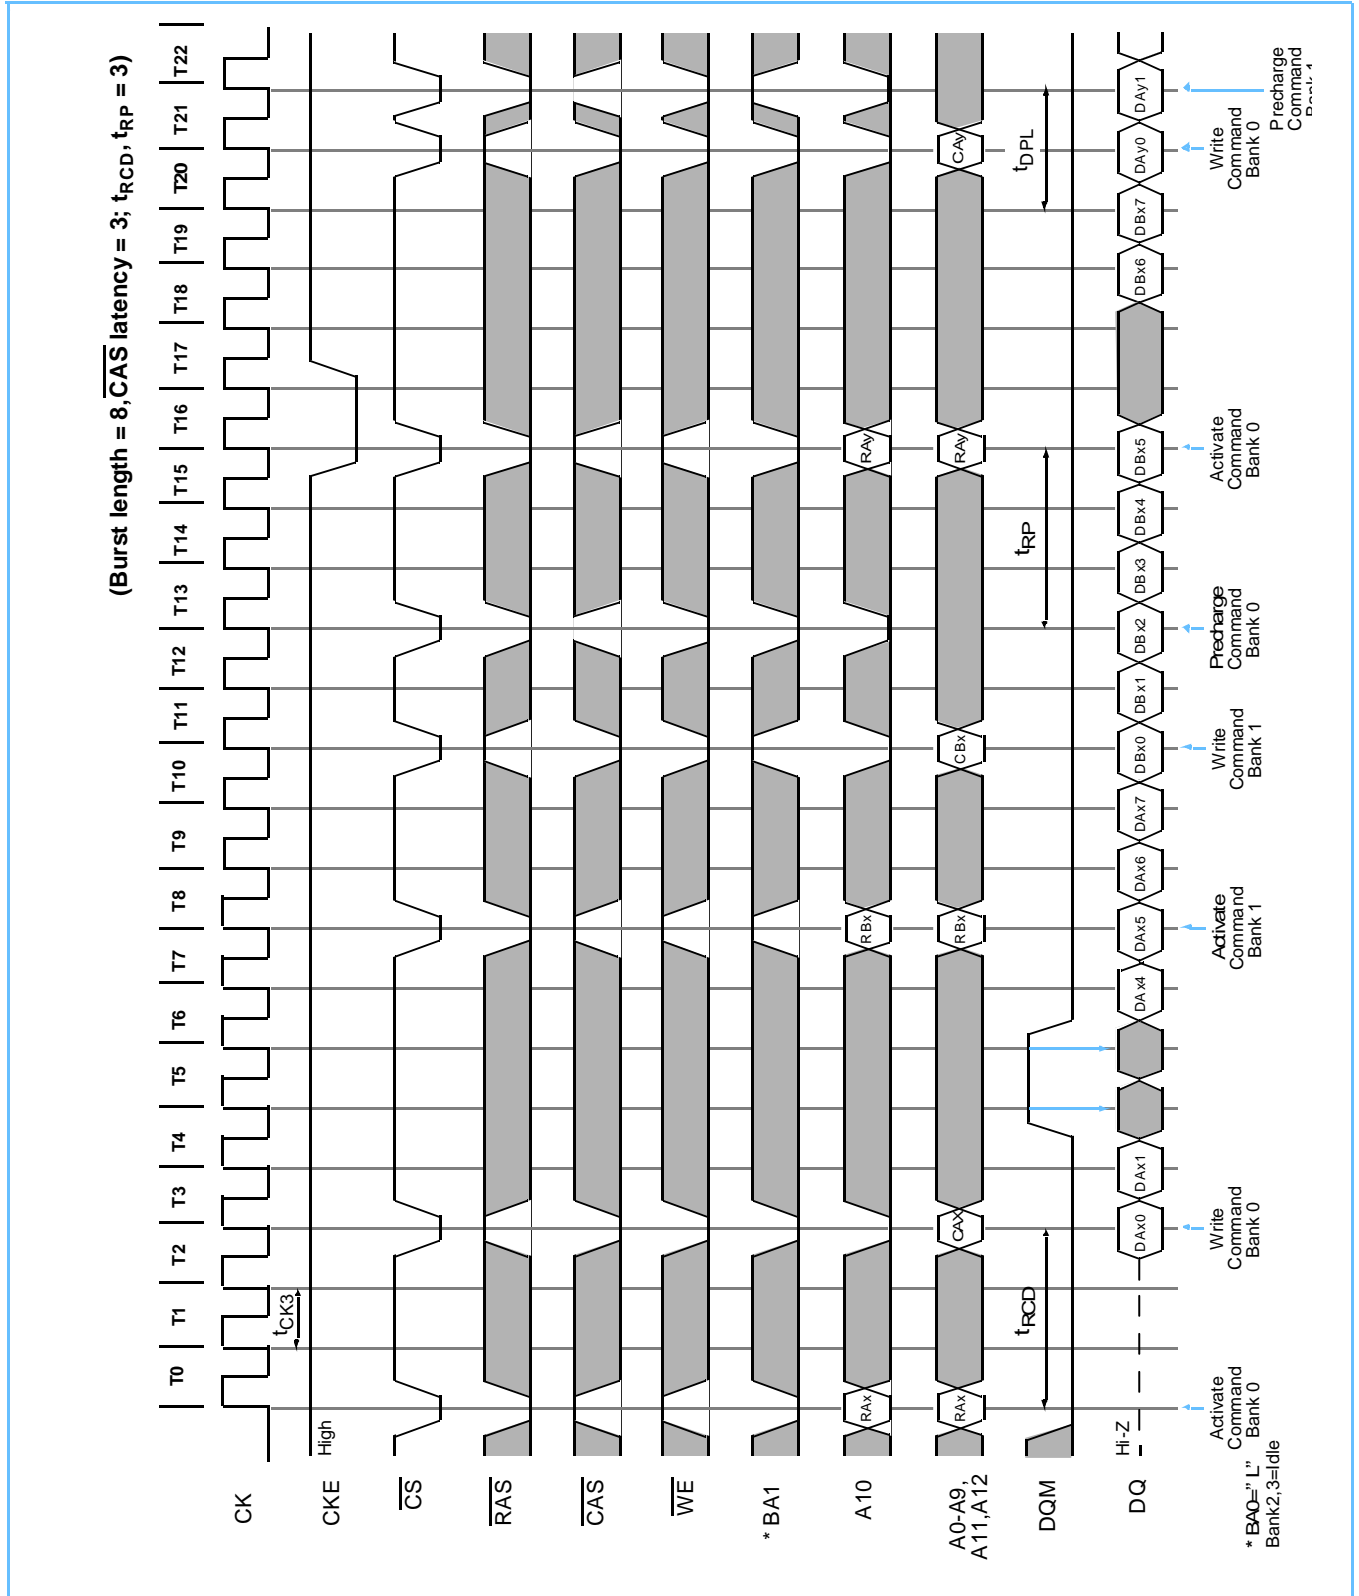 (Burst length = 8, CAS latency = 3; tRCD, tRP = 3)
T0 T1 T2 T3 T4 T5 T6 T7 T8 T9 T10 T11 T12 T13 T14 T15 T16 T17 T18 T19 T20 T21 T22
CK
tCK3
CKE
High
CS
RAS
CAS
WE
* BA1
A10
RAx RBx RAy
A0-A9,
A11,A12
RAx CAX RBx CBx RAy CAy
DQM
tRCD tRP tDPL
DQ
Hi-Z
DAx0 DAx1 DAx4 DAx5 DAx6 DAx7 DBx0 DBx1 DBx2 DBx3 DBx4 DBx5 DBx6 DBx7 DAy0 DAy1
Activate
Command
Bank 0
Write
Command
Bank 0
Activate
Command
Bank 1
Write
Command
Bank 1
Precharge
Command
Bank 0
Activate
Command
Bank 0
Write
Command
Bank 0
Precharge
Command
* BA0=" L"
Bank2,3=Idle